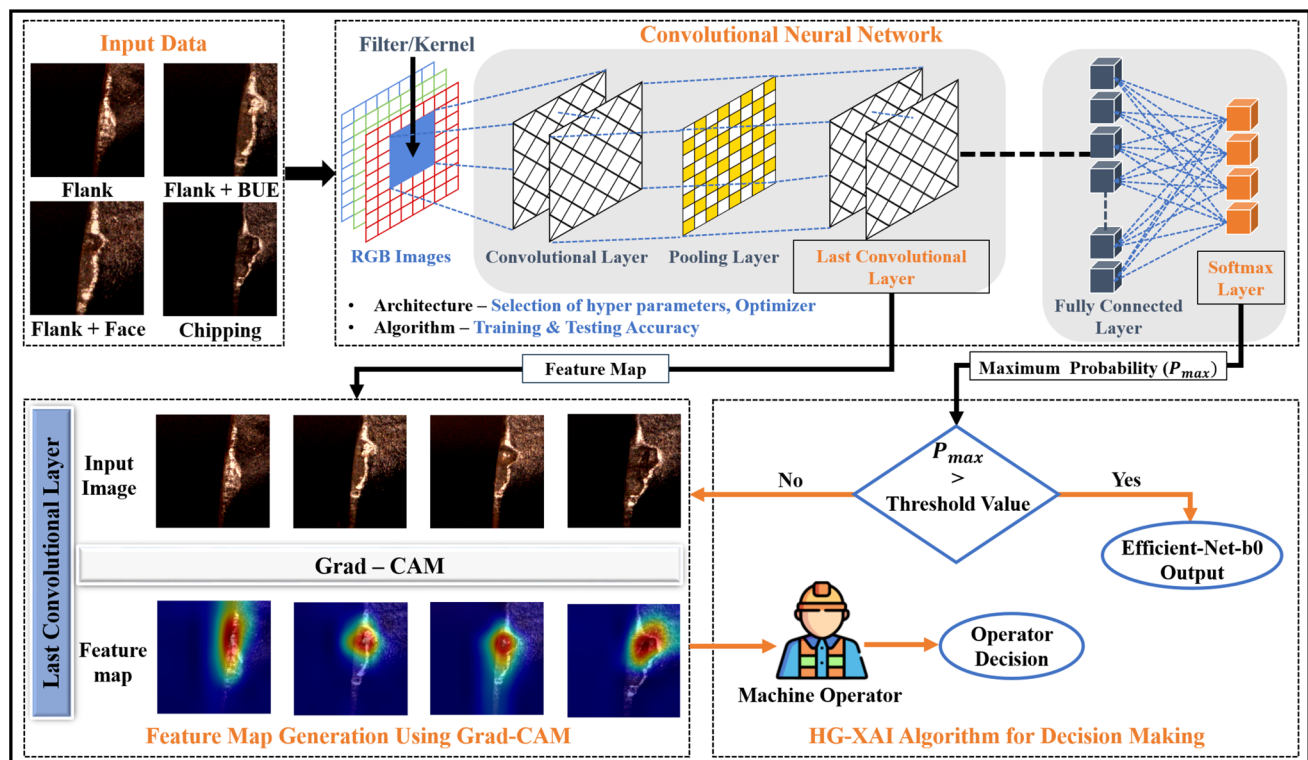 Input Data
Flank
Flank + BUE
Flank + Face
Chipping
Convolutional Neural Network
Filter/Kernel
RGB Images
Convolutional Layer
Pooling Layer
Last Convolutional
Layer
Fully Connected
Layer
Softmax
Layer
• Architecture – Selection of hyper parameters, Optimizer
• Algorithm – Training & Testing Accuracy
Feature Map
Maximum Probability (P_max)
Last Convolutional Layer
Input
Image
Grad – CAM
Feature
map
Feature Map Generation Using Grad-CAM
P_max
>
Threshold Value
No
Yes
Efficient-Net-b0
Output
Machine Operator
Operator
Decision
HG-XAI Algorithm for Decision Making